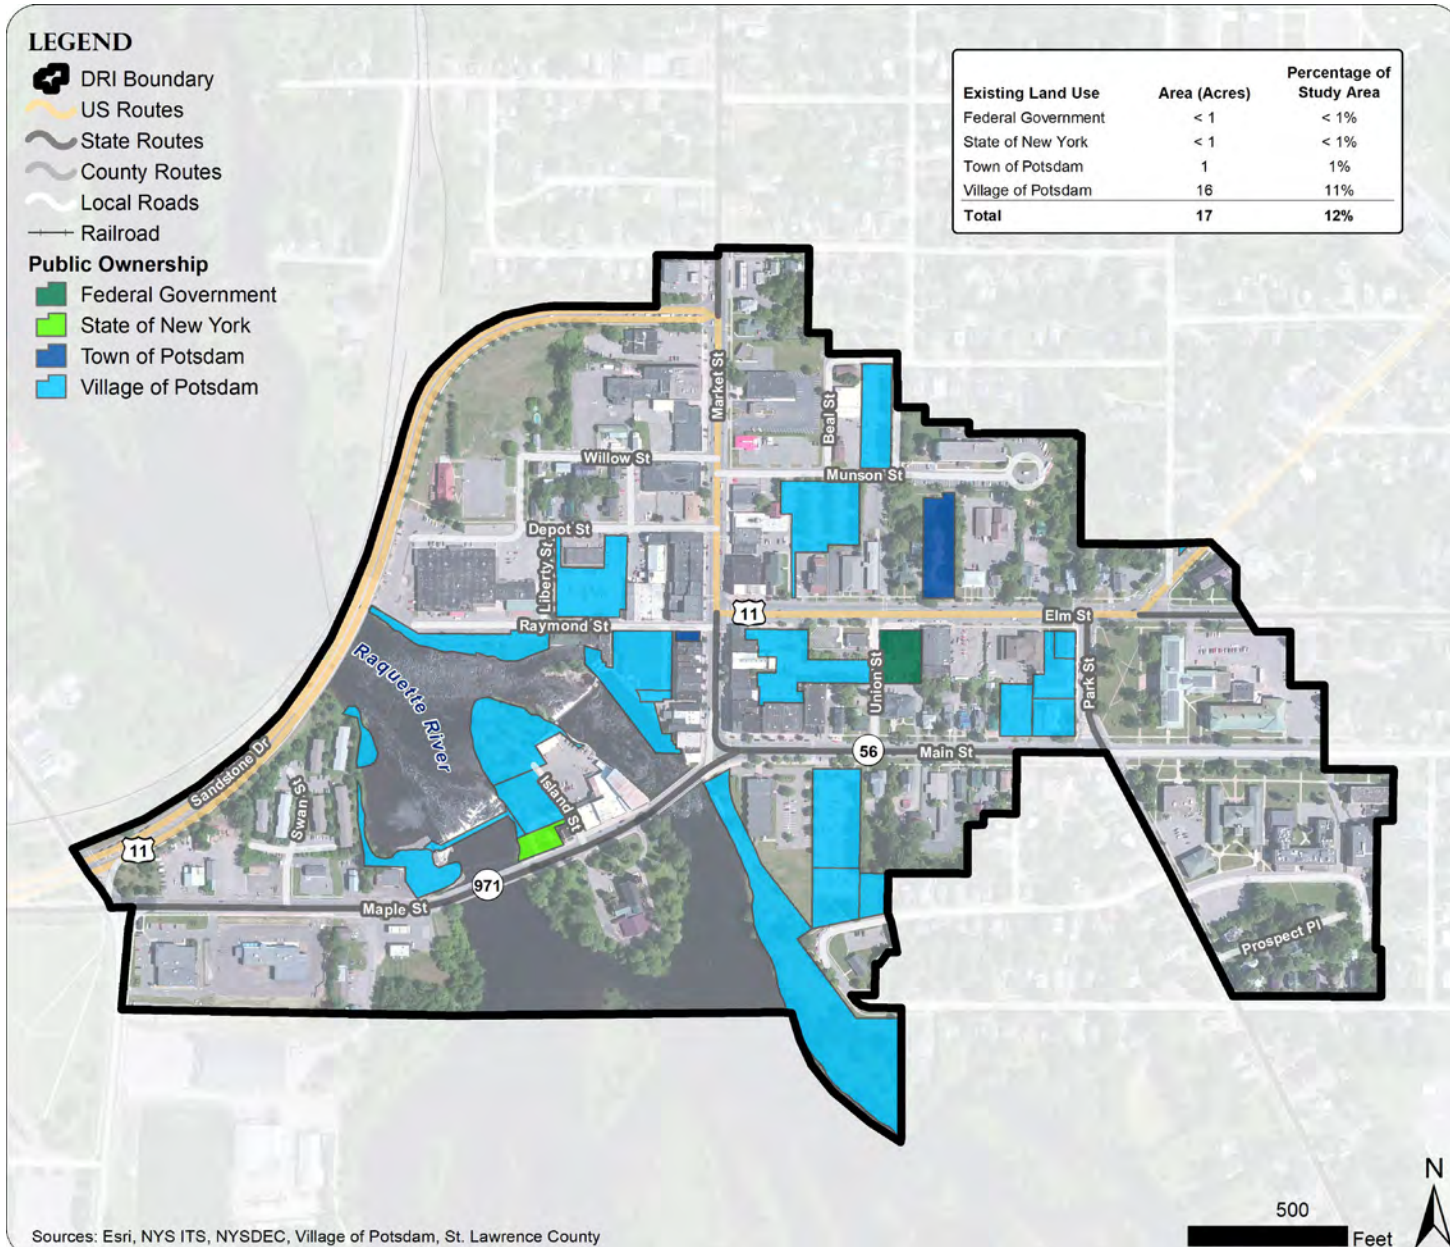 LEGEND
DRI Boundary
US Routes
State Routes
County Routes
Local Roads
Railroad
Public Ownership
Federal Government
State of New York
Town of Potsdam
Village of Potsdam
Existing Land Use Area (Acres) Percentage of Study Area
Federal Government < 1 < 1%
State of New York < 1 < 1%
Town of Potsdam 1 1%
Village of Potsdam 16 11%
Total 17 12%
Market St
Beal St
Willow St
Munson St
Depot St
Liberty St
Raymond St
11
Elm St
Raquette River
Union St
Park St
56
Main St
Sandstone Dr
Swan St
Island St
11
971
Maple St
Prospect Pl
N
500
Feet
Sources: Esri, NYS ITS, NYSDEC, Village of Potsdam, St. Lawrence County